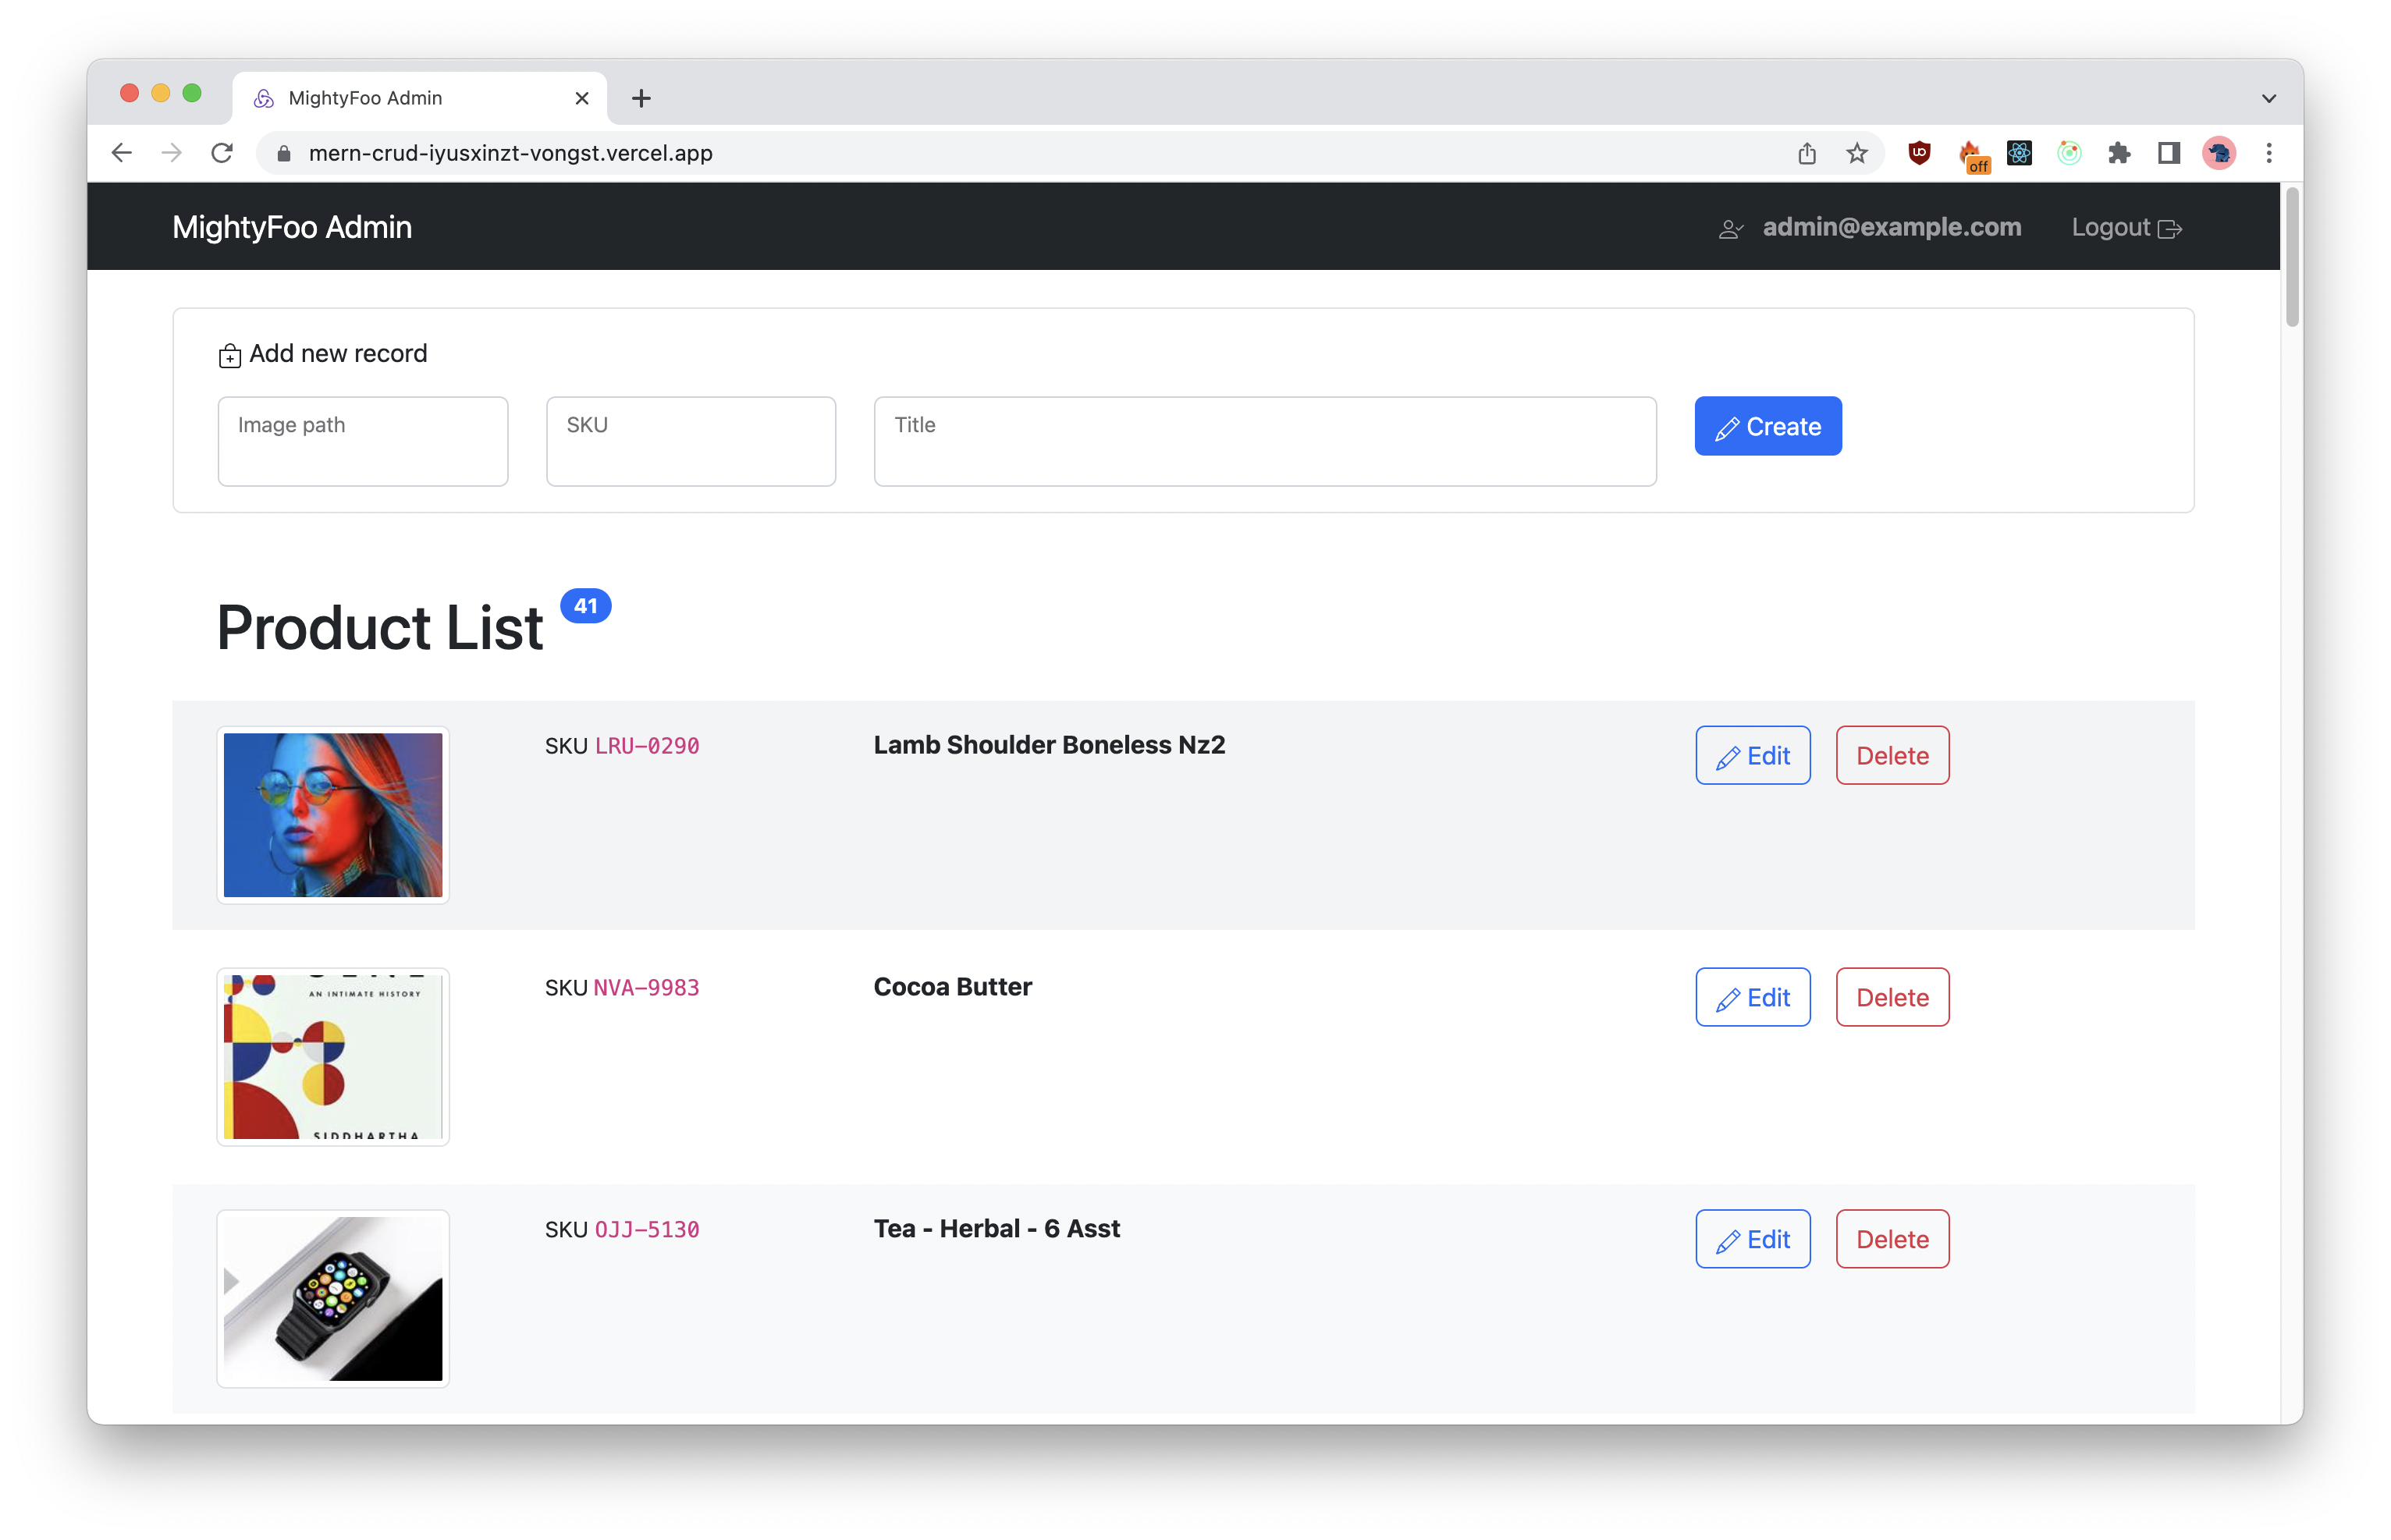 MightyFoo Admin
mern-crud-iyusxinzt-vongst.vercel.app
off
MightyFoo Admin
admin@example.com
Logout
Add new record
Image path
SKU
Title
Create
Product List 41
SKU LRU-0290
Lamb Shoulder Boneless Nz2
Edit
Delete
AN INTIMATE HISTORY
SIDDHARTHA
SKU NVA-9983
Cocoa Butter
Edit
Delete
SKU OJJ-5130
Tea - Herbal - 6 Asst
Edit
Delete